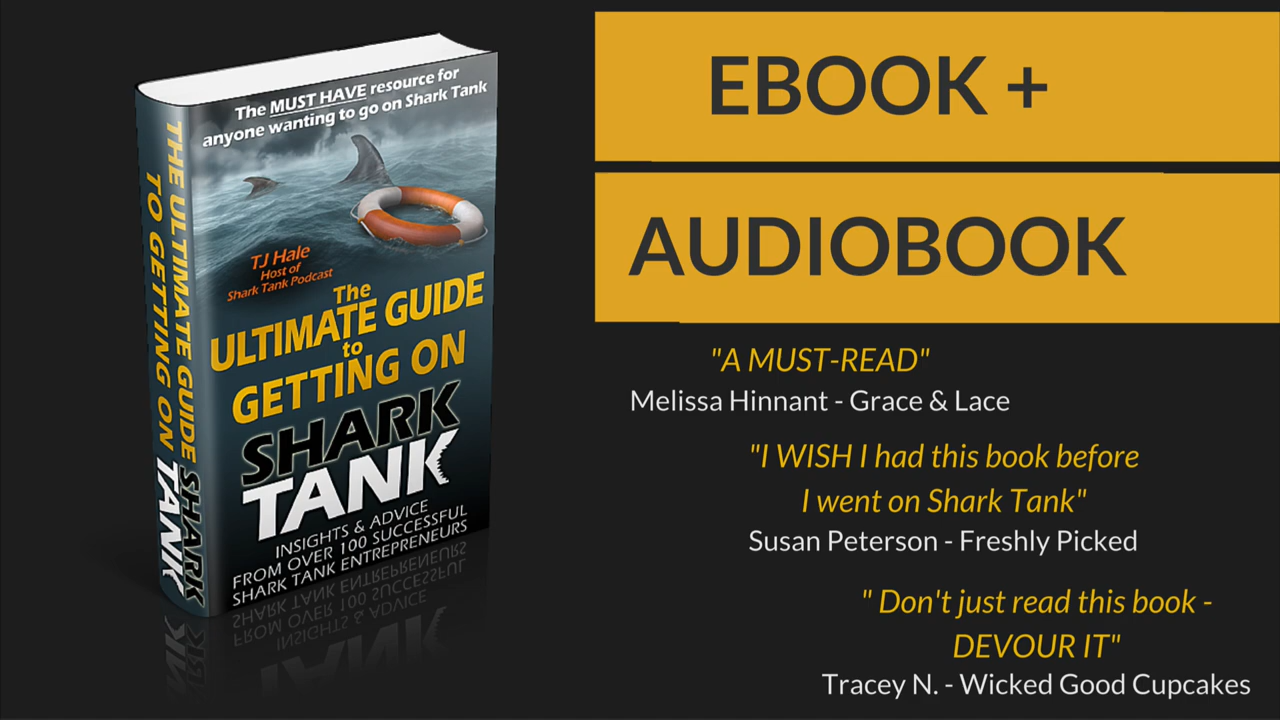 The MUST HAVE resource for
anyone wanting to go on Shark Tank
TJ Hale
Host of
Shark Tank Podcast
The
ULTIMATE GUIDE
to
GETTING ON
SHARK
TANK
INSIGHTS & ADVICE
FROM OVER 100 SUCCESSFUL
SHARK TANK ENTREPRENEURS
THE ULTIMATE GUIDE
TO GETTING ON
SHARK
TANK
EBOOK +
AUDIOBOOK
"A MUST-READ"
Melissa Hinnant - Grace & Lace
"I WISH I had this book before
I went on Shark Tank"
Susan Peterson - Freshly Picked
" Don't just read this book -
DEVOUR IT"
Tracey N. - Wicked Good Cupcakes